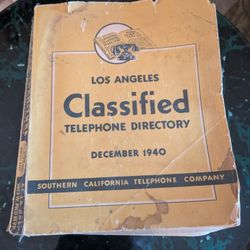 LOS ANGELES
Classified
TELEPHONE DIRECTORY
DECEMBER 1940
SOUTHERN CALIFORNIA TELEPHONE COMPANY